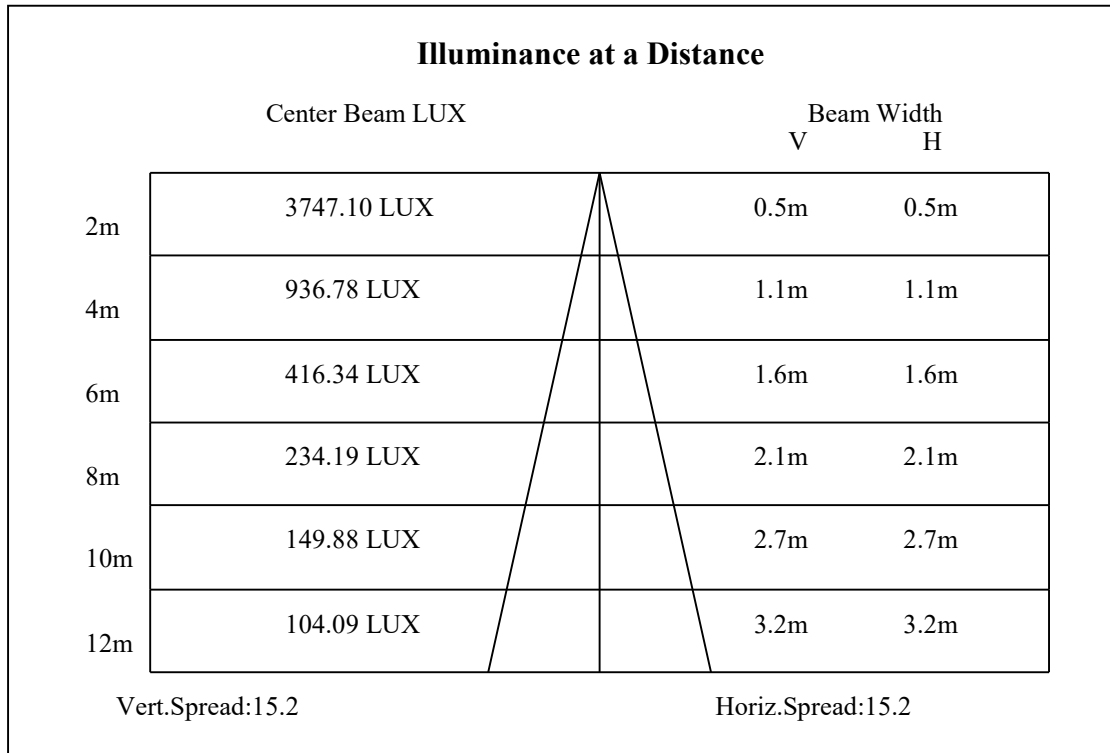 Illuminance at a Distance
Center Beam LUX Beam Width
V H
2m 3747.10 LUX 0.5m 0.5m
4m 936.78 LUX 1.1m 1.1m
6m 416.34 LUX 1.6m 1.6m
8m 234.19 LUX 2.1m 2.1m
10m 149.88 LUX 2.7m 2.7m
12m 104.09 LUX 3.2m 3.2m
Vert.Spread:15.2 Horiz.Spread:15.2